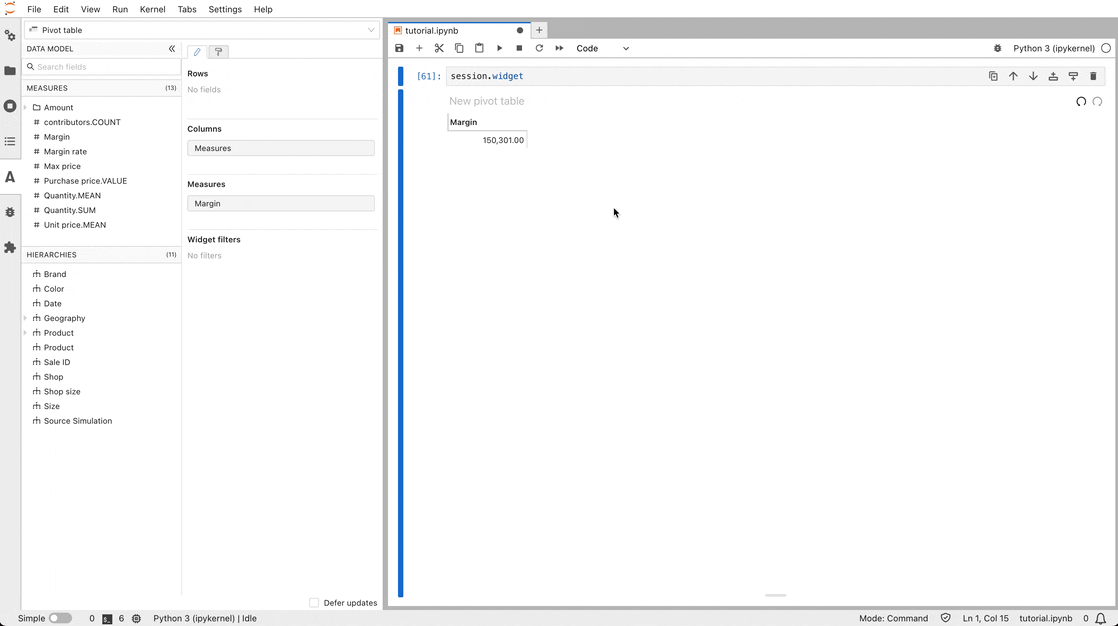 File Edit View Run Kernel Tabs Settings Help
Pivot table
DATA MODEL
Search fields
MEASURES (13)
Amount
# contributors.COUNT
# Margin
# Margin rate
# Max price
# Purchase price.VALUE
# Quantity.MEAN
# Quantity.SUM
# Unit price.MEAN
HIERARCHIES (11)
Brand
Color
Date
Geography
Product
Product
Sale ID
Shop
Shop size
Size
Source Simulation
Rows
No fields
Columns
Measures
Measures
Margin
Widget filters
No filters
Defer updates
tutorial.ipynb
Code
Python 3 (ipykernel)
[61]: session.widget
New pivot table
Margin
150,301.00
Simple 0 6 Python 3 (ipykernel) | Idle Mode: Command Ln 1, Col 15 tutorial.ipynb 0